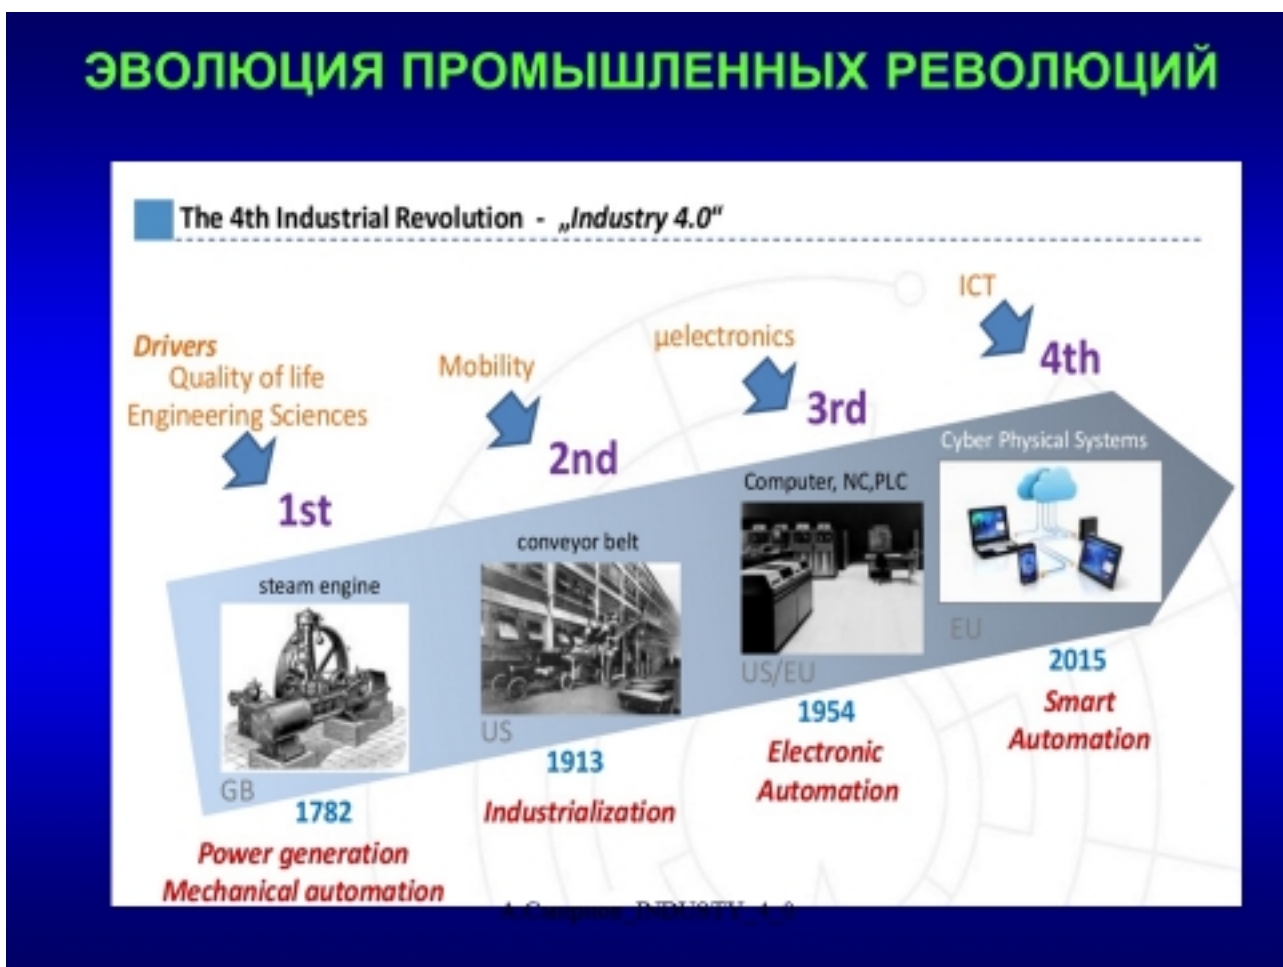 ЭВОЛЮЦИЯ ПРОМЫШЛЕННЫХ РЕВОЛЮЦИЙ
The 4th Industrial Revolution - „Industry 4.0“
Drivers
Quality of life
Engineering Sciences
1st
steam engine
GB
1782
Power generation
Mechanical automation
Mobility
2nd
conveyor belt
US
1913
Industrialization
µelectronics
3rd
Computer, NC,PLC
US/EU
1954
Electronic
Automation
ICT
4th
Cyber Physical Systems
EU
2015
Smart
Automation
А.Смирнов_INDUSTY_4_0